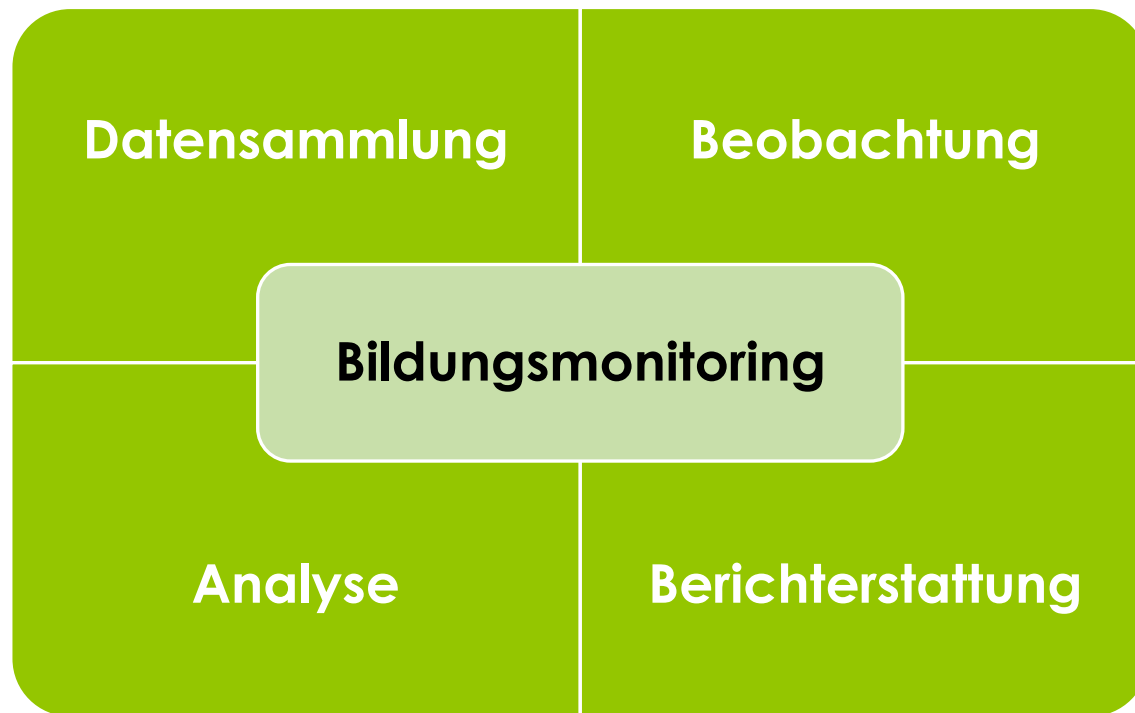 Datensammlung
Beobachtung
Bildungsmonitoring
Analyse
Berichterstattung